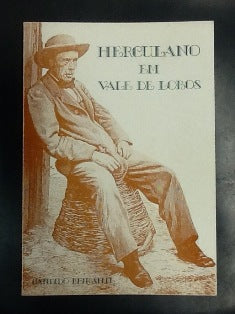 HERCULANO
EM
VALE DE LOBOS